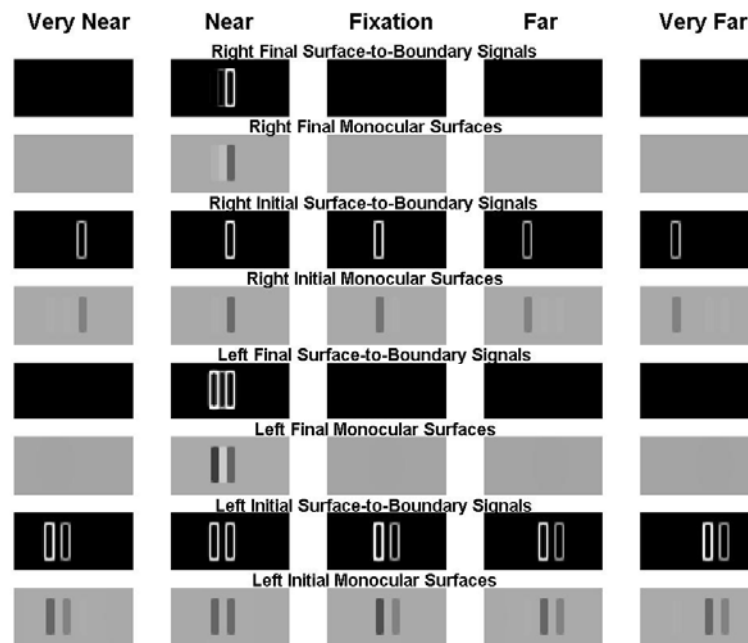 Very Near Near Fixation Far Very Far
Right Final Surface-to-Boundary Signals
Right Final Monocular Surfaces
Right Initial Surface-to-Boundary Signals
Right Initial Monocular Surfaces
Left Final Surface-to-Boundary Signals
Left Final Monocular Surfaces
Left Initial Surface-to-Boundary Signals
Left Initial Monocular Surfaces